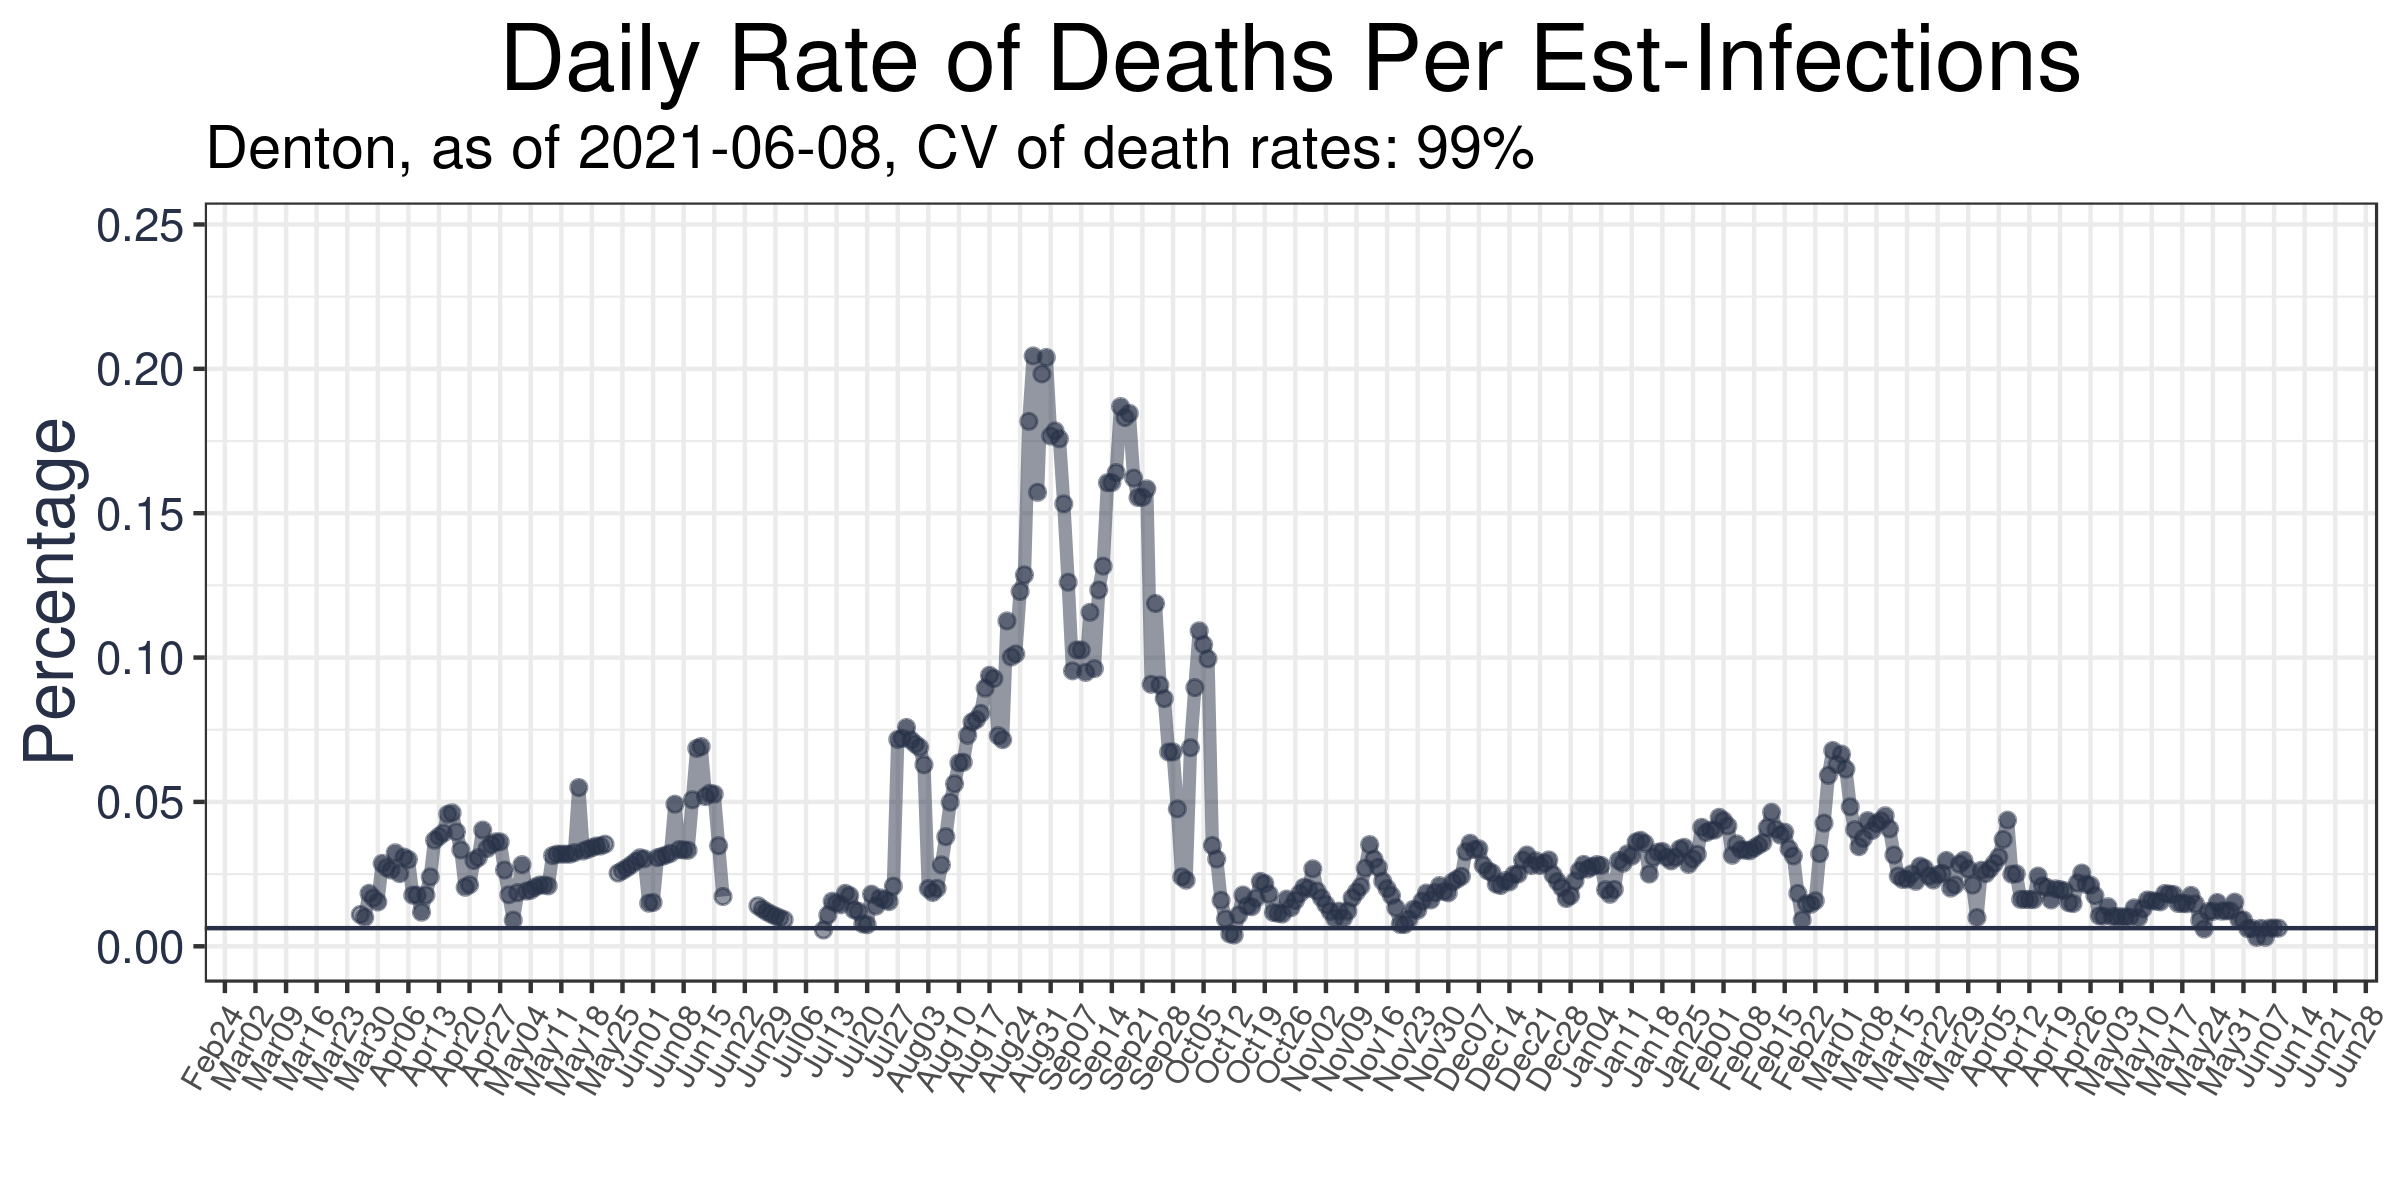 Daily Rate of Deaths Per Est-Infections
Denton, as of 2021-06-08, CV of death rates: 99%
Percentage
0.25
0.20
0.15
0.10
0.05
0.00
Feb24
Mar02
Mar09
Mar16
Mar23
Mar30
Apr06
Apr13
Apr20
Apr27
May04
May11
May18
May25
Jun01
Jun08
Jun15
Jun22
Jun29
Jul06
Jul13
Jul20
Jul27
Aug03
Aug10
Aug17
Aug24
Aug31
Sep07
Sep14
Sep21
Sep28
Oct05
Oct12
Oct19
Oct26
Nov02
Nov09
Nov16
Nov23
Nov30
Dec07
Dec14
Dec21
Dec28
Jan04
Jan11
Jan18
Jan25
Feb01
Feb08
Feb15
Feb22
Mar01
Mar08
Mar15
Mar22
Mar29
Apr05
Apr12
Apr19
Apr26
May03
May10
May17
May24
May31
Jun07
Jun14
Jun21
Jun28